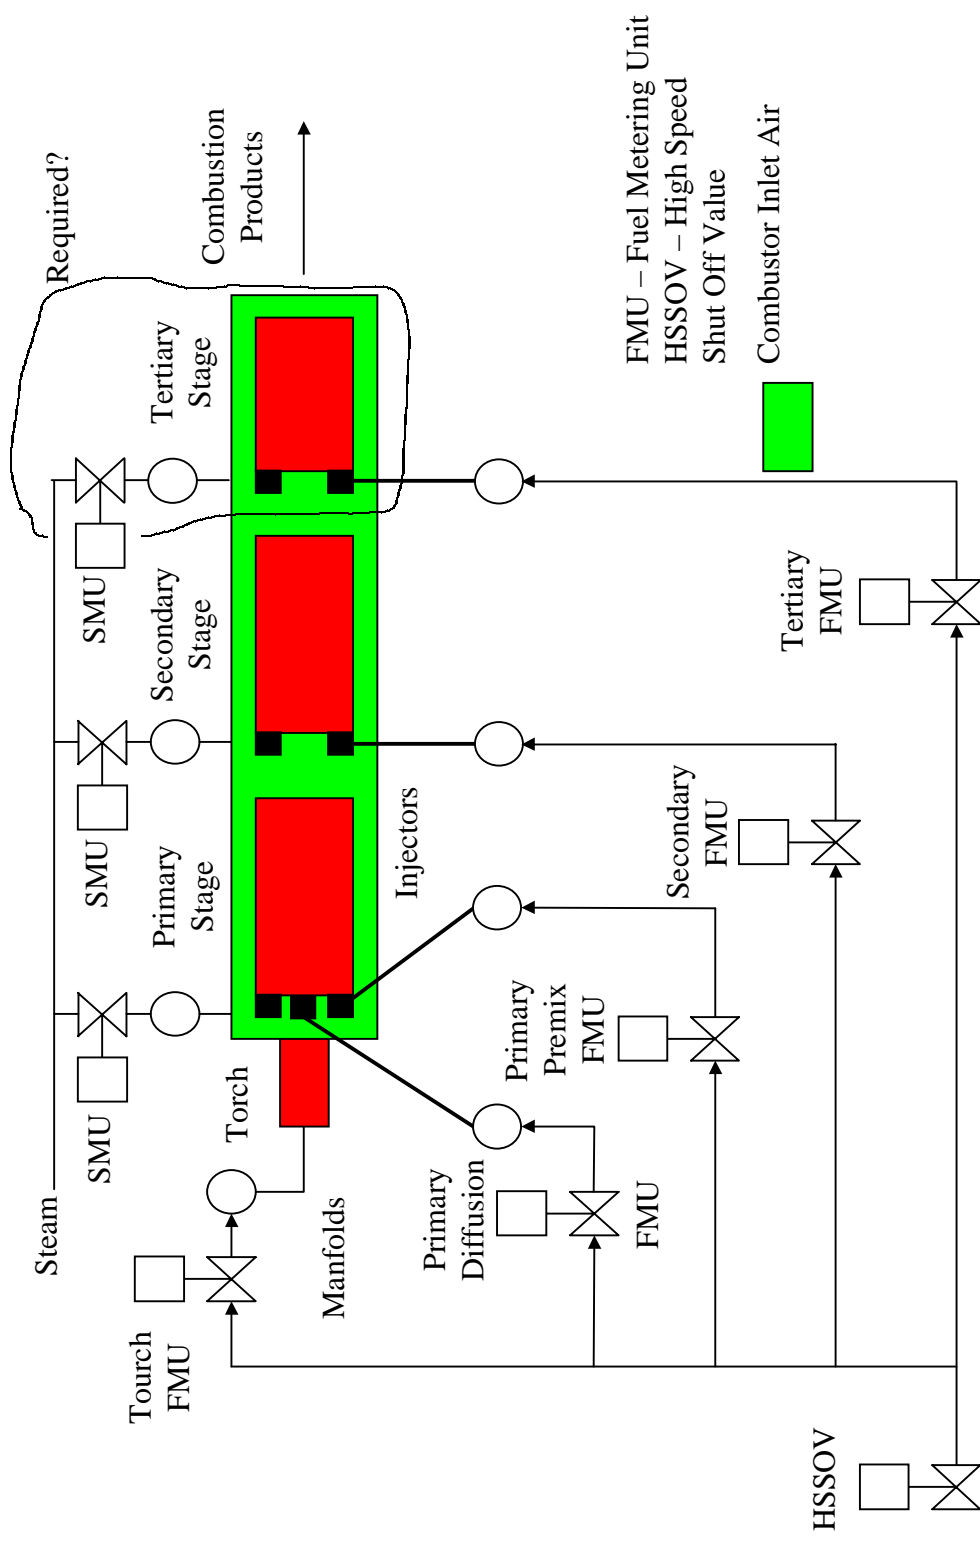 Required?
Steam
SMU
SMU
SMU
Tourch
FMU
Torch
Primary
Stage
Secondary
Stage
Tertiary
Stage
Combustion
Products
Manfolds
Injectors
Primary
Diffusion
FMU
Primary
Premix
FMU
Secondary
FMU
Tertiary
FMU
HSSOV
FMU – Fuel Metering Unit
HSSOV – High Speed
Shut Off Value
Combustor Inlet Air